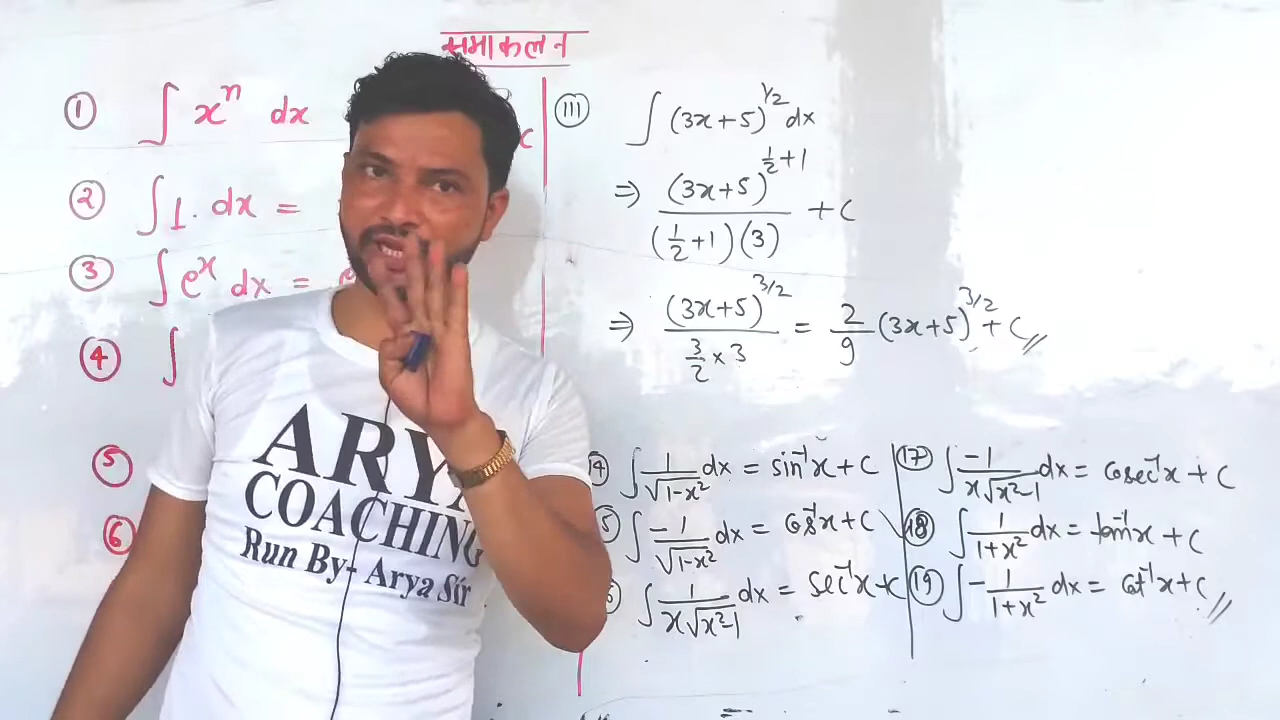 समाकलन
① ∫ xⁿ dx
② ∫ 1. dx =
③ ∫ eˣ dx = e
④ ∫
⑤
⑥
c
(III) ∫ (3x+5)^1/2 dx
⇒ (3x+5)^(1/2+1) / (1/2+1)(3) + C
⇒ (3x+5)^3/2 / (3/2 × 3) = 2/9 (3x+5)^3/2 + C //
∫ 1/√(1-x²) dx = sin⁻¹x + C
∫ -1/√(1-x²) dx = cos⁻¹x + C
∫ 1/(x√(x²-1)) dx = sec⁻¹x + C
⑰ ∫ -1/(x√(x²-1)) dx = cosec⁻¹x + C
⑱ ∫ 1/(1+x²) dx = tan⁻¹x + C
⑲ ∫ - 1/(1+x²) dx = cot⁻¹x + C //
ARYA
COACHING
Run By- Arya Sir